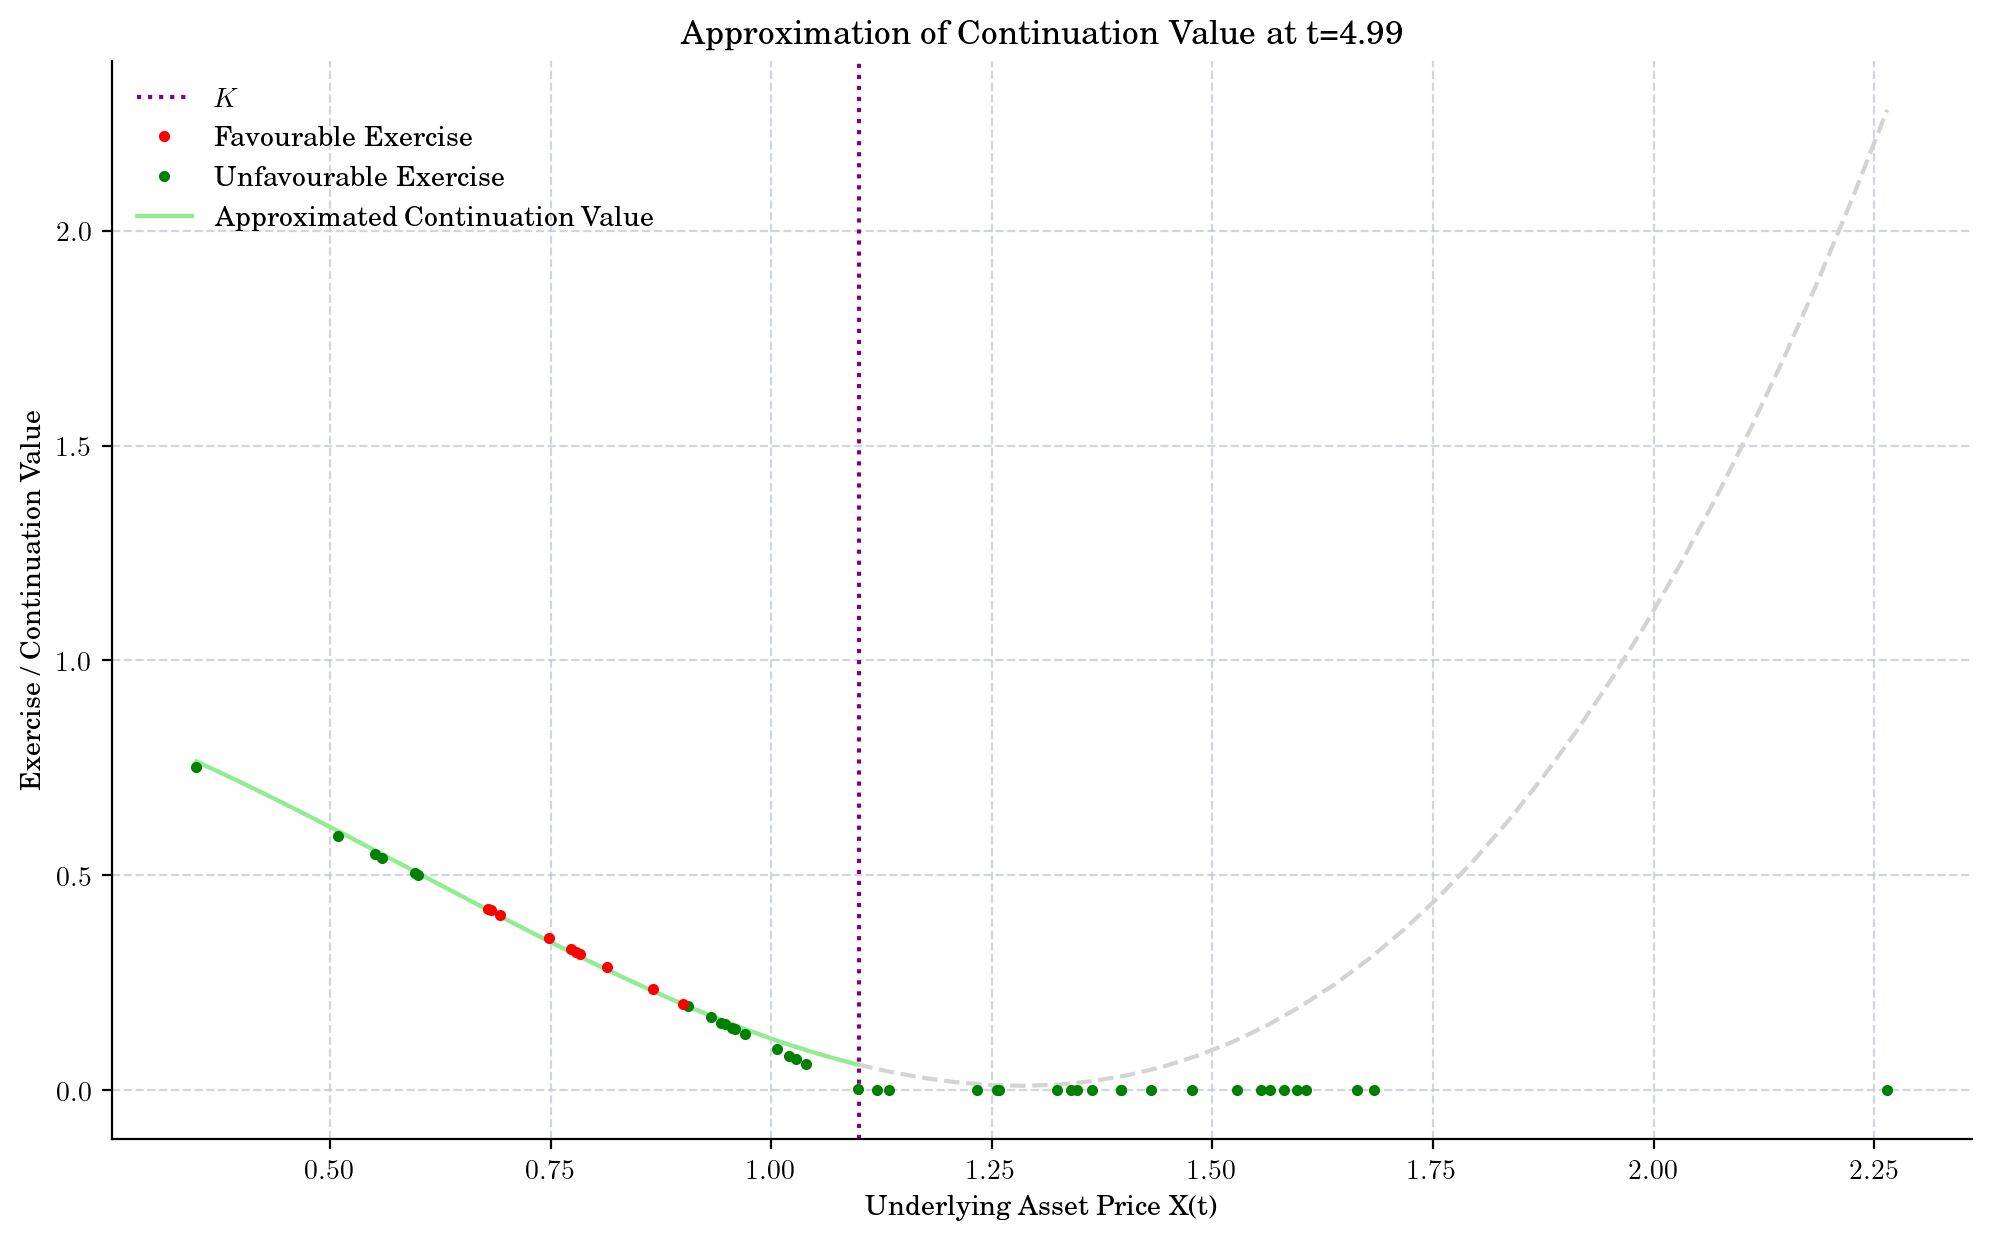 Approximation of Continuation Value at t=4.99
K
Favourable Exercise
Unfavourable Exercise
Approximated Continuation Value
Exercise / Continuation Value
2.0
1.5
1.0
0.5
0.0
0.50 0.75 1.00 1.25 1.50 1.75 2.00 2.25
Underlying Asset Price X(t)